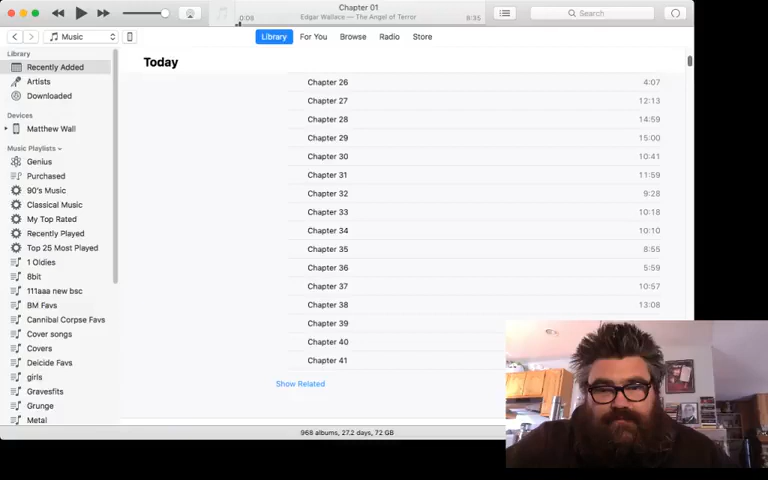 Chapter 01
0:06
Edgar Wallace — The Angel of Terror
8:35
Search
Music
Library
For You
Browse
Radio
Store
Library
Recently Added
Artists
Downloaded
Devices
Matthew Wall
Music Playlists
Genius
Purchased
90's Music
Classical Music
My Top Rated
Recently Played
Top 25 Most Played
1 Oldies
8bit
111aaa new bsc
BM Favs
Cannibal Corpse Favs
Cover songs
Covers
Deicide Favs
girls
Gravesfits
Grunge
Metal
Today
Chapter 26 4:07
Chapter 27 12:13
Chapter 28 14:59
Chapter 29 15:00
Chapter 30 10:41
Chapter 31 11:59
Chapter 32 9:28
Chapter 33 10:18
Chapter 34 10:10
Chapter 35 8:55
Chapter 36 5:59
Chapter 37 10:57
Chapter 38 13:08
Chapter 39
Chapter 40
Chapter 41
Show Related
968 albums, 27.2 days, 72 GB